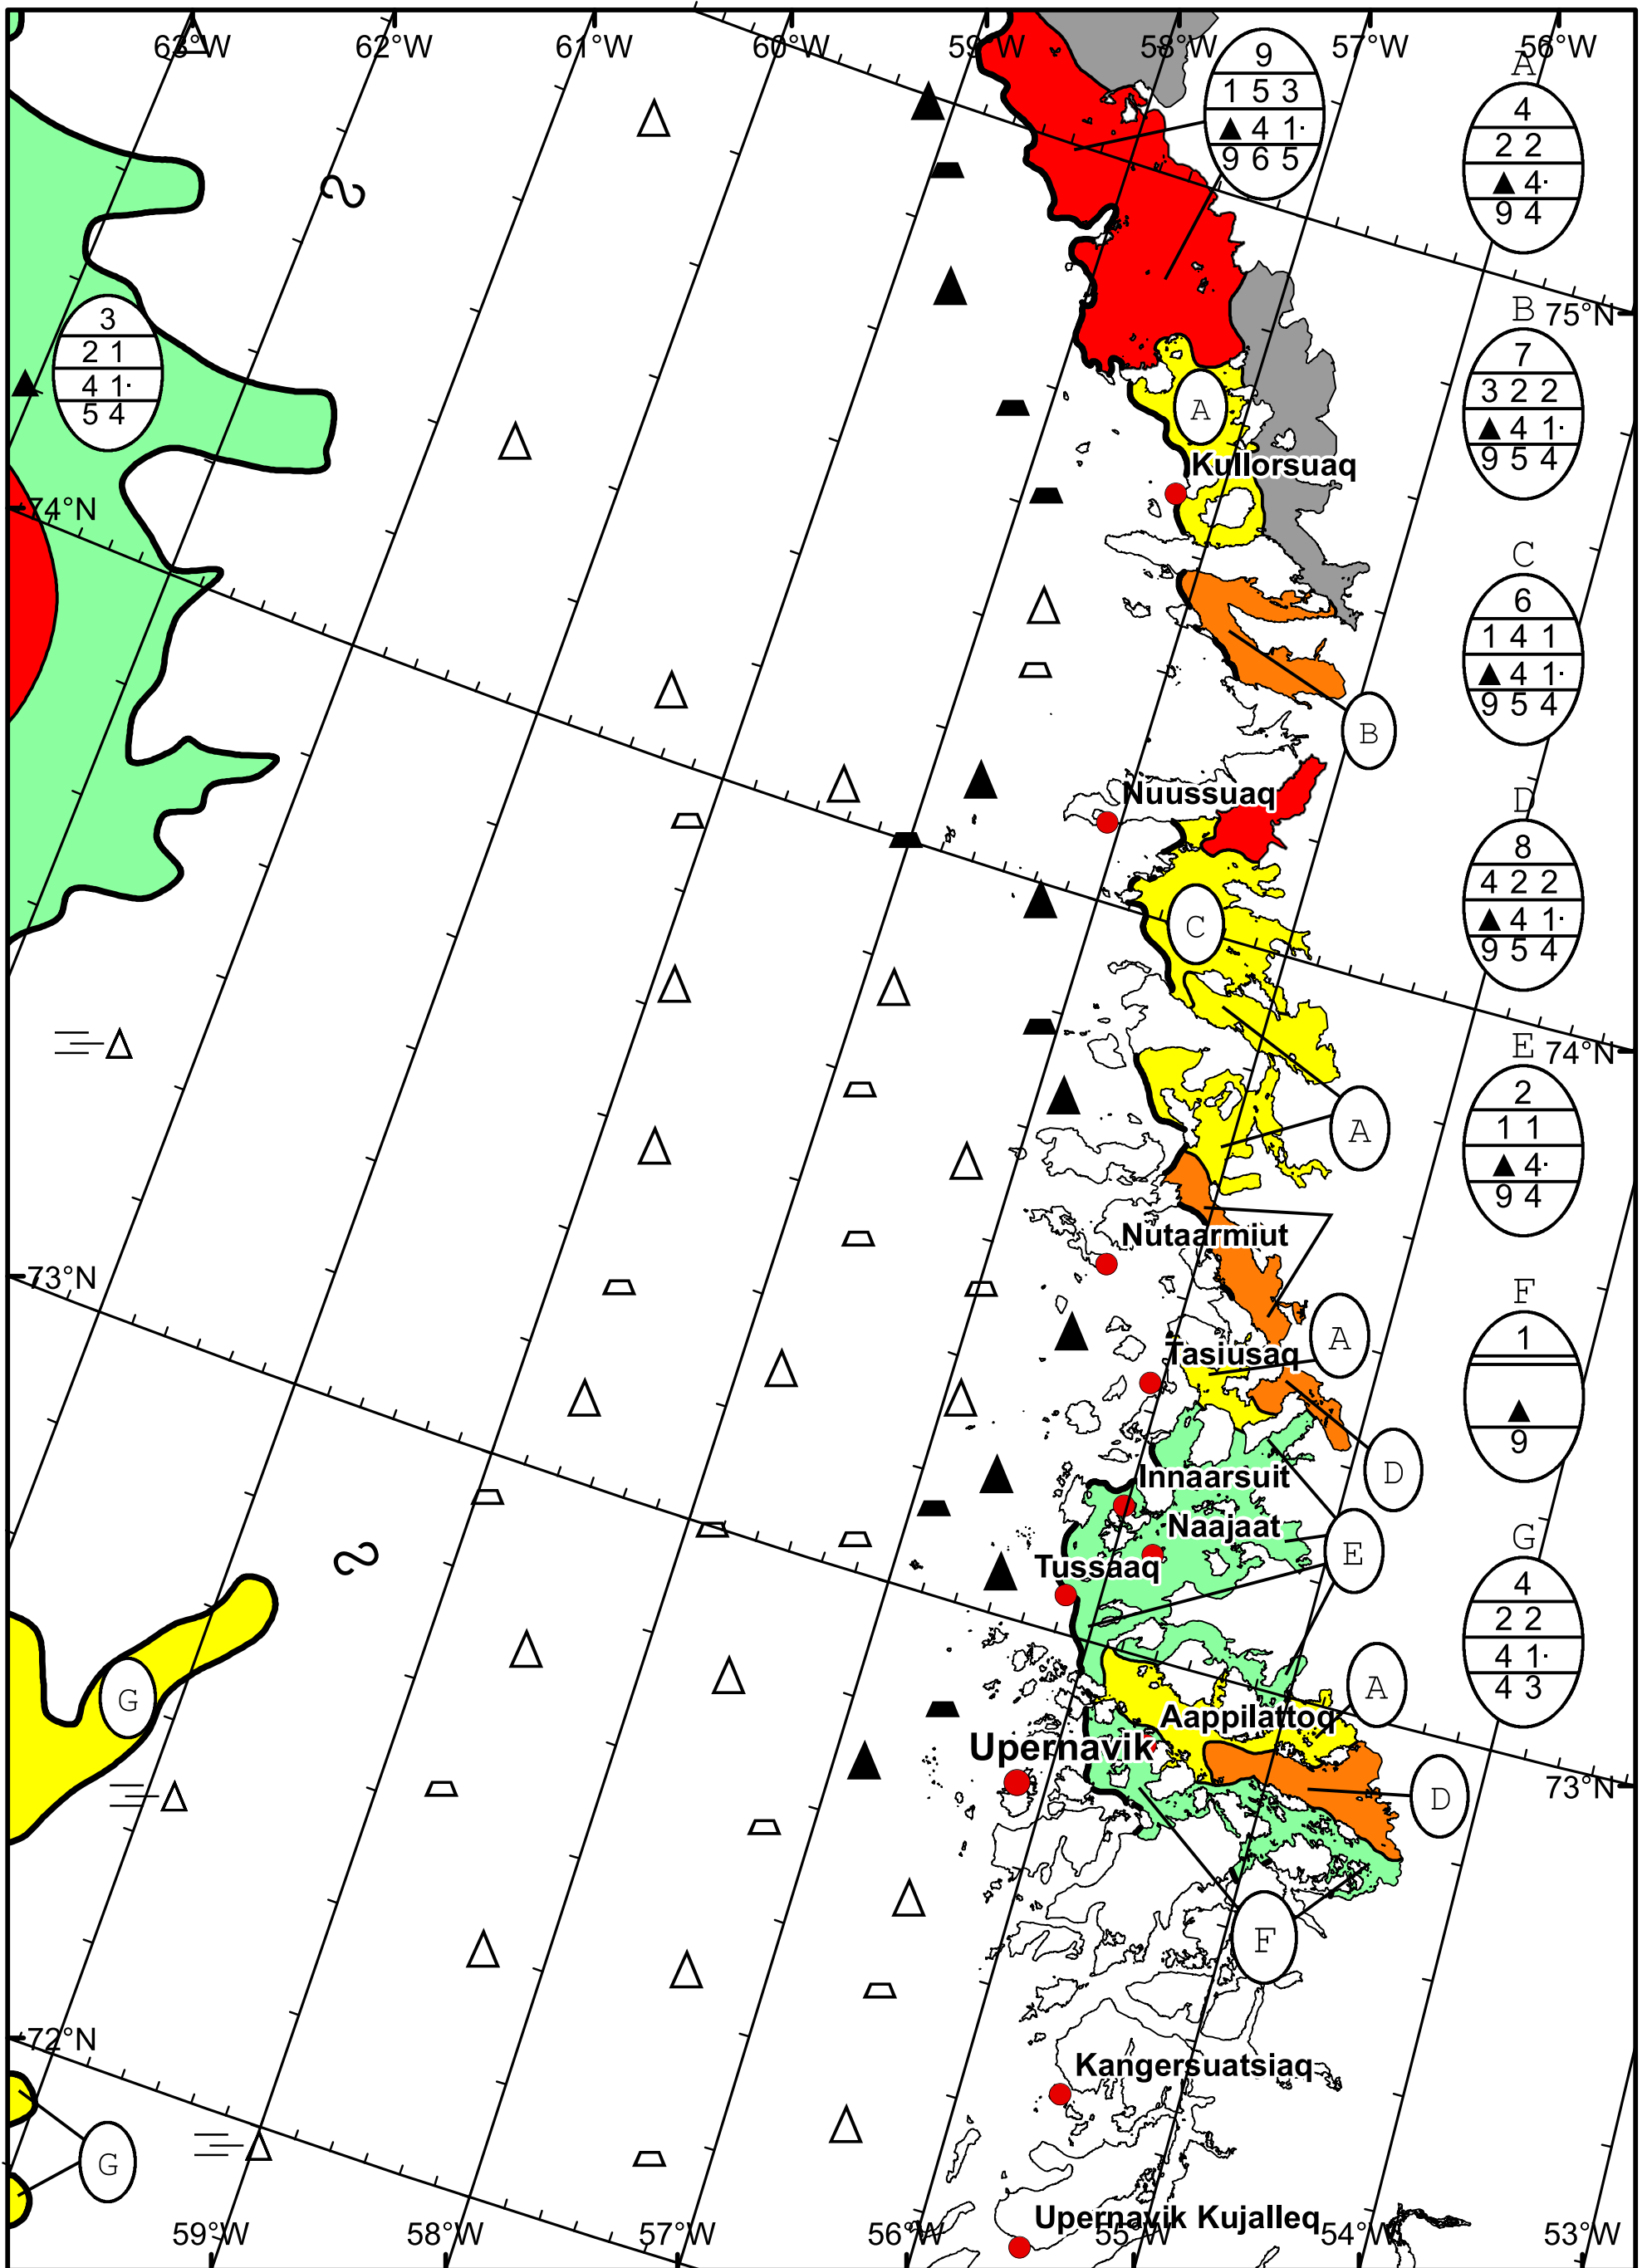 63°W 62°W 61°W 60°W 59°W 58°W 57°W 56°W
9
1 5 3
▲ 4 1·
9 6 5
A
4
2 2
▲ 4·
9 4
3
2 1
4 1·
5 4
B
75°N
7
3 2 2
▲ 4 1·
9 5 4
A
Kullorsuaq
74°N
C
6
1 4 1
▲ 4 1·
9 5 4
B
Nuussuaq
D
8
4 2 2
▲ 4 1·
9 5 4
C
E
74°N
2
1 1
▲ 4·
9 4
A
Nutaarmiut
73°N
F
1
▲
9
A
Tasiusaq
D
Innaarsuit
Naajaat
E
Tussaaq
G
4
2 2
4 1·
4 3
G
A
Aappilattoq
Upernavik
73°N
D
F
72°N
Kangersuatsiaq
G
Upernavik Kujalleq
59°W 58°W 57°W 56°W 55°W 54°W 53°W